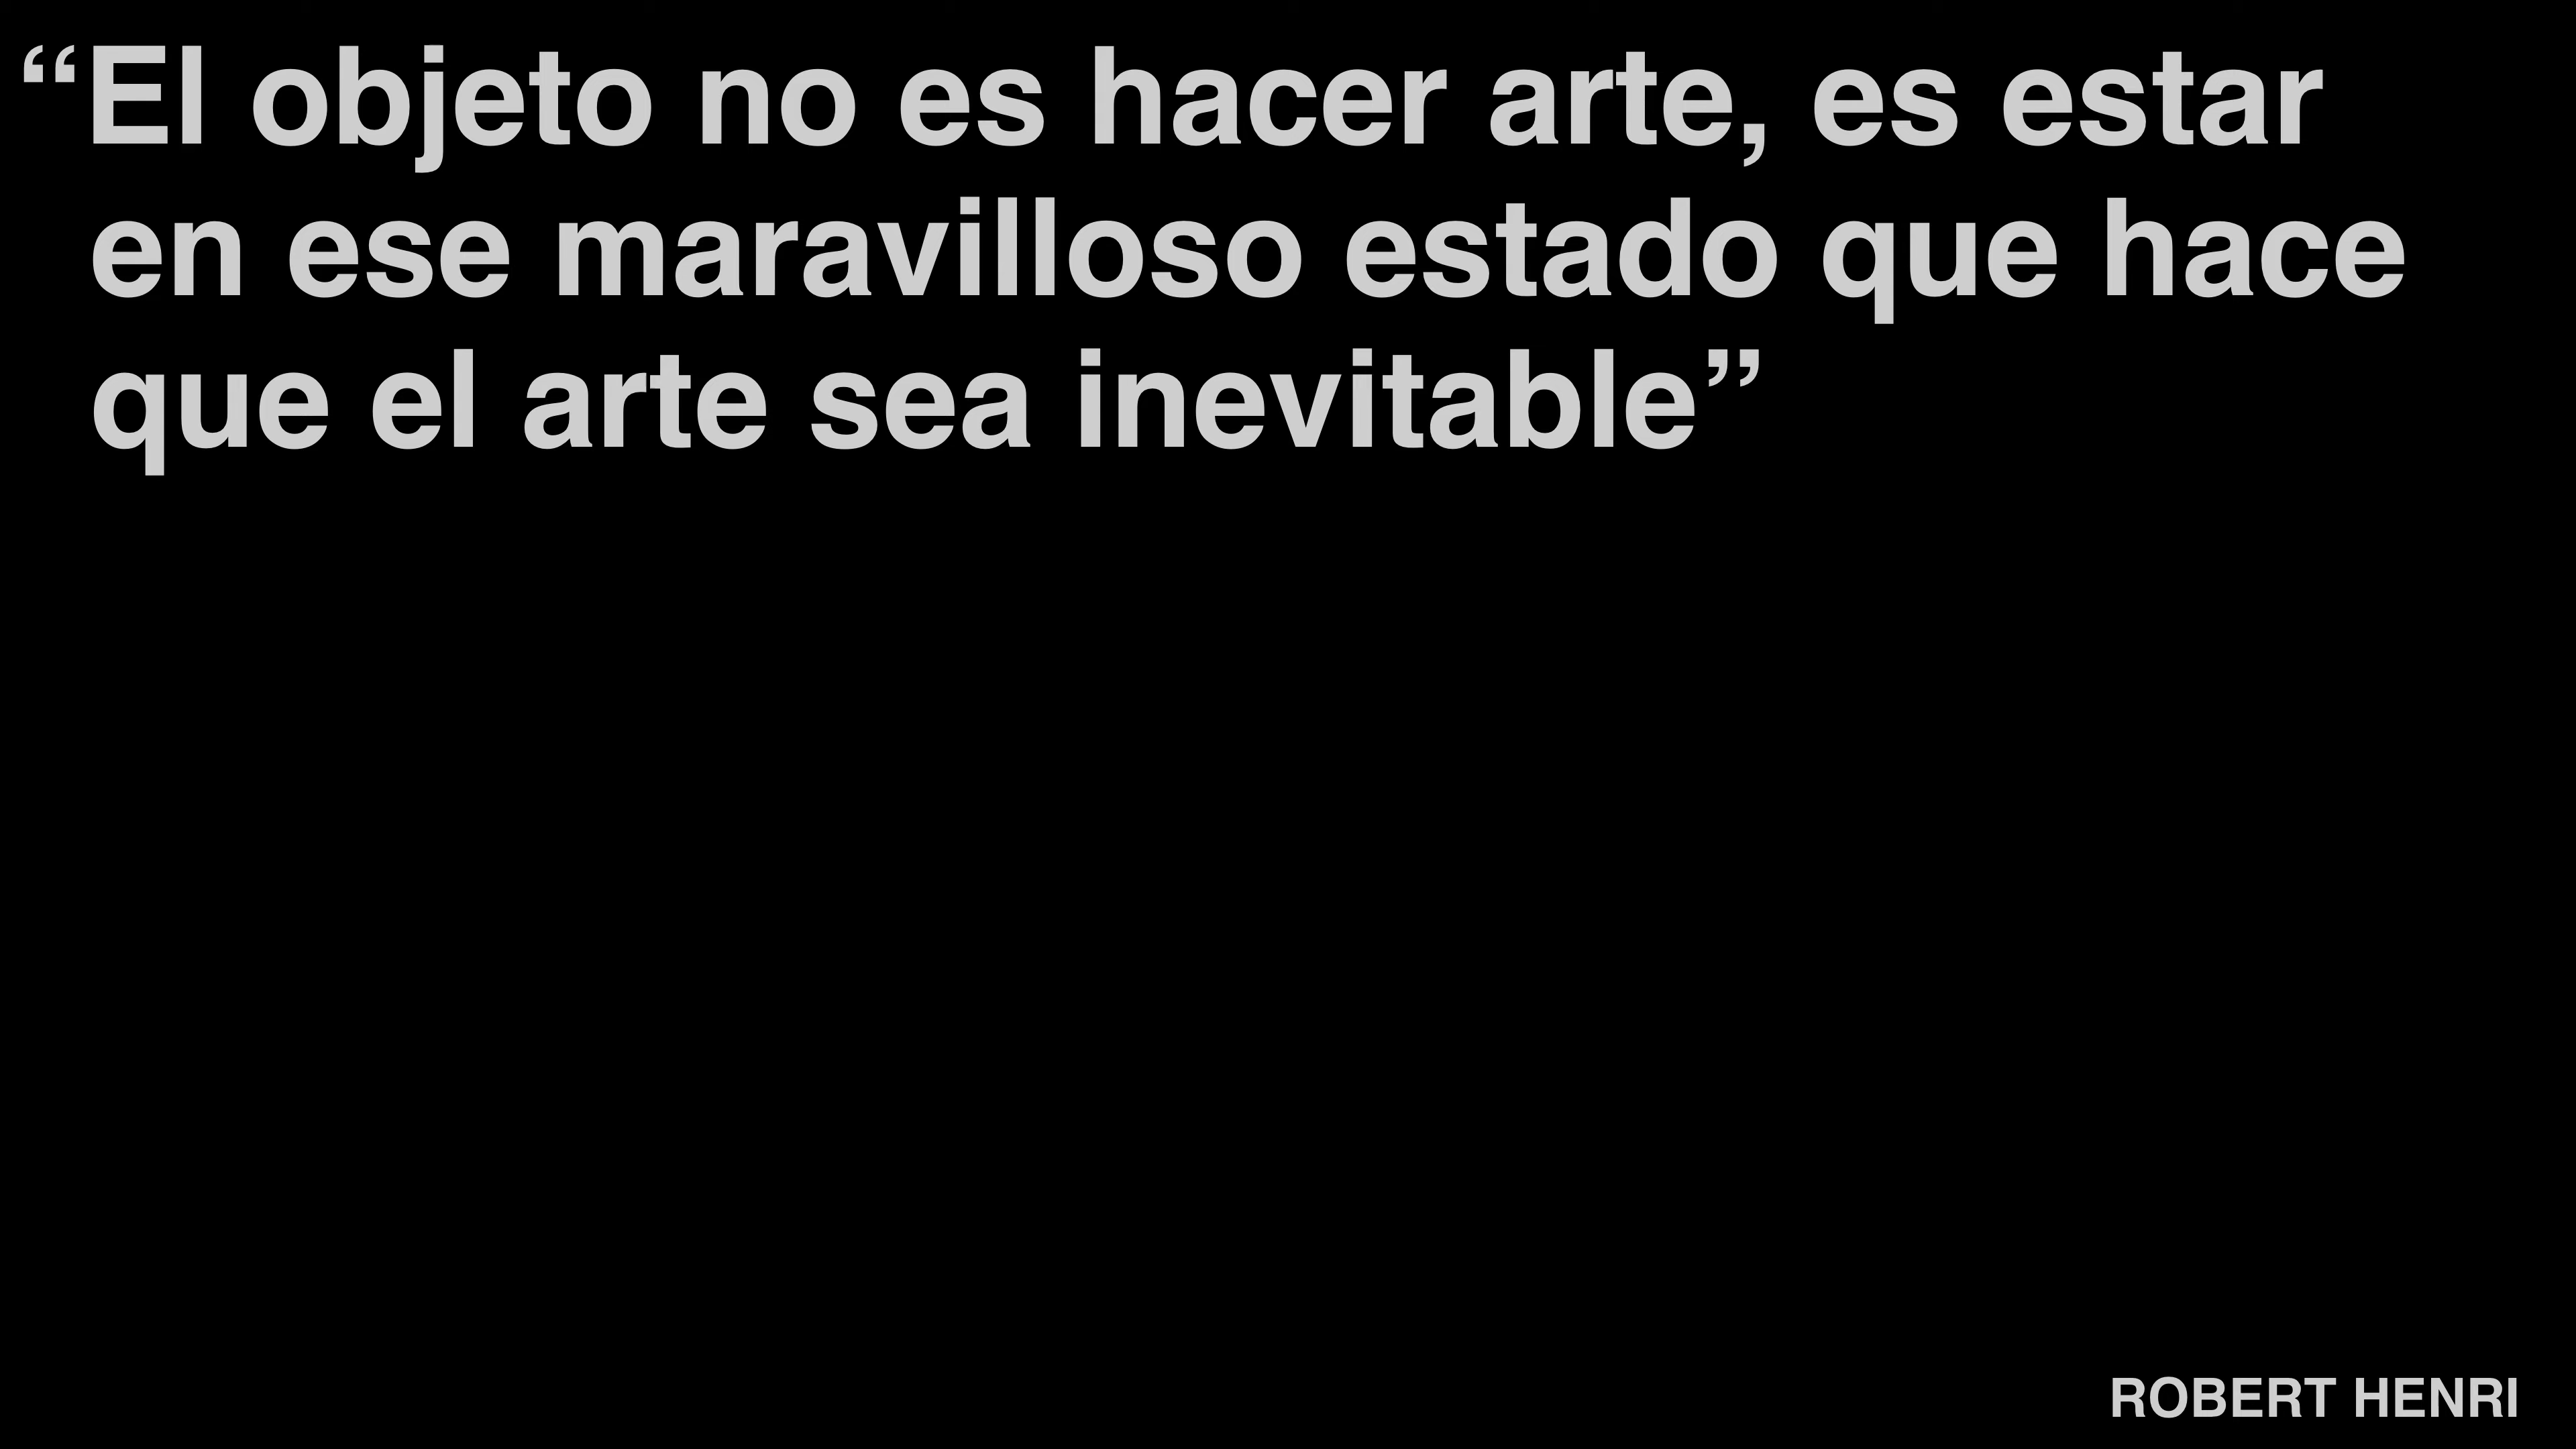 “El objeto no es hacer arte, es estar
en ese maravilloso estado que hace
que el arte sea inevitable”
ROBERT HENRI